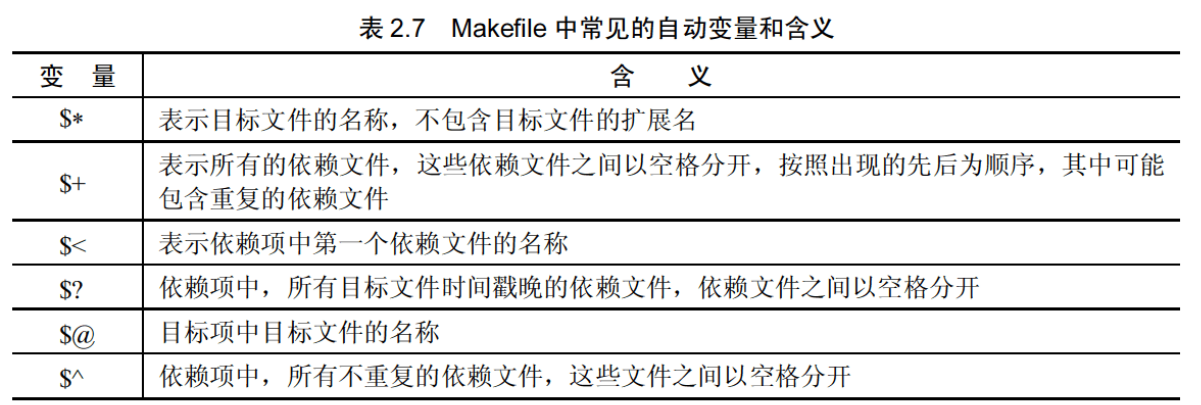 表 2.7 Makefile 中常见的自动变量和含义
变 量 含 义
$* 表示目标文件的名称，不包含目标文件的扩展名
$+ 表示所有的依赖文件，这些依赖文件之间以空格分开，按照出现的先后为顺序，其中可能
包含重复的依赖文件
$< 表示依赖项中第一个依赖文件的名称
$? 依赖项中，所有目标文件时间戳晚的依赖文件，依赖文件之间以空格分开
$@ 目标项中目标文件的名称
$^ 依赖项中，所有不重复的依赖文件，这些文件之间以空格分开